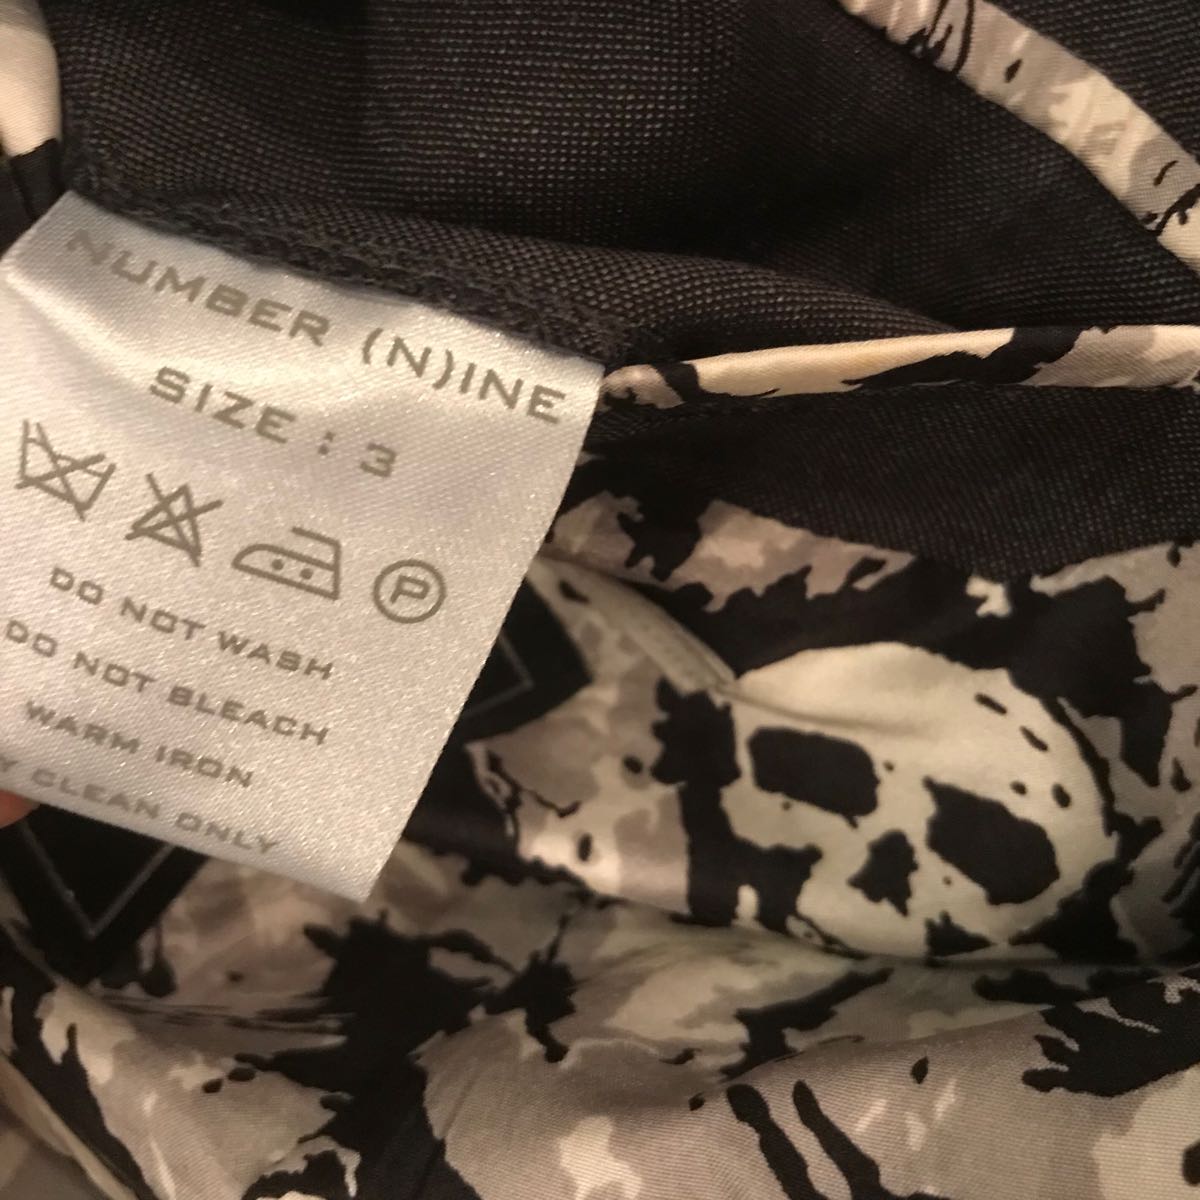 NUMBER (N)INE
SIZE : 3
P
DO NOT WASH
DO NOT BLEACH
WARM IRON
Y CLEAN ONLY